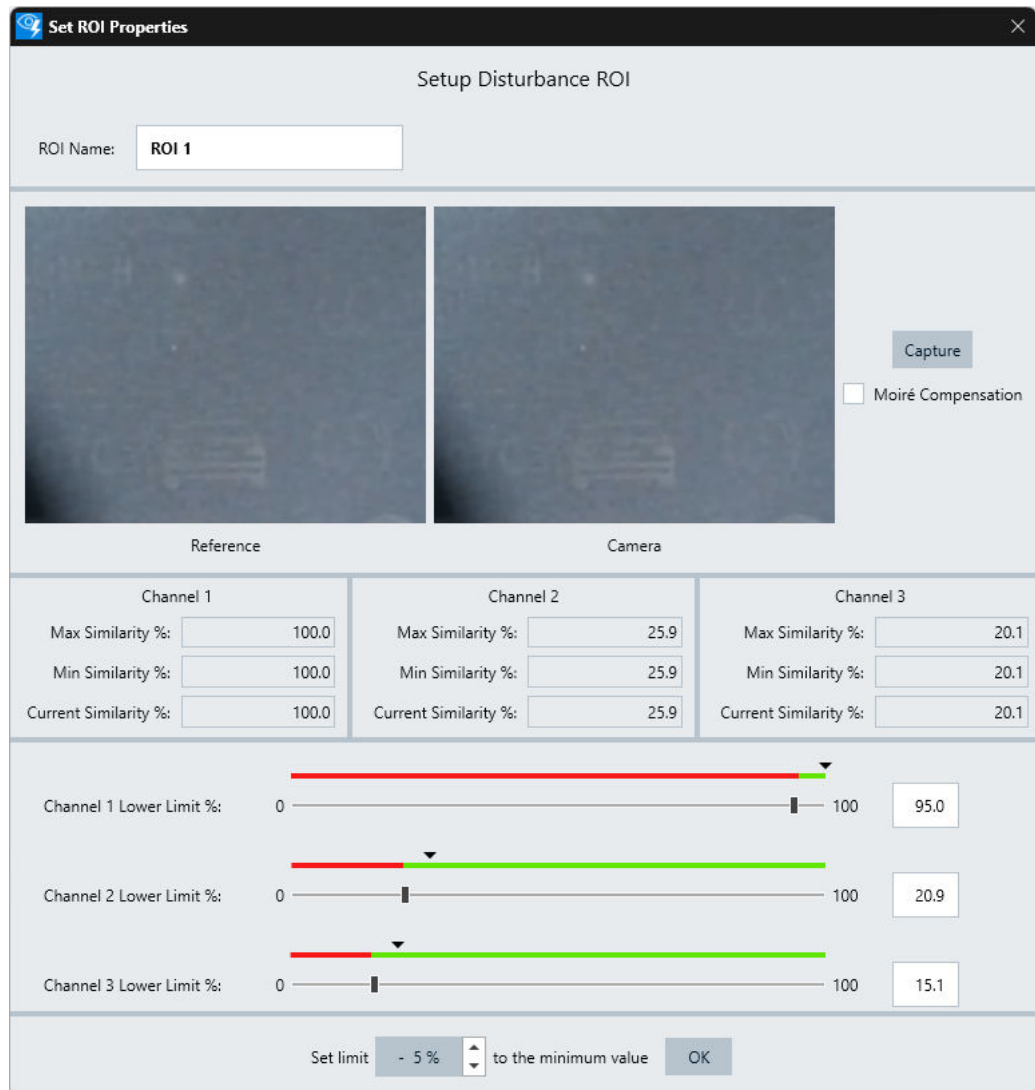 Set ROI Properties
Setup Disturbance ROI
ROI Name: ROI 1
Capture
Moiré Compensation
Reference Camera
Channel 1 Channel 2 Channel 3
Max Similarity %: 100.0 Max Similarity %: 25.9 Max Similarity %: 20.1
Min Similarity %: 100.0 Min Similarity %: 25.9 Min Similarity %: 20.1
Current Similarity %: 100.0 Current Similarity %: 25.9 Current Similarity %: 20.1
Channel 1 Lower Limit %: 0 100 95.0
Channel 2 Lower Limit %: 0 100 20.9
Channel 3 Lower Limit %: 0 100 15.1
Set limit - 5 % to the minimum value OK